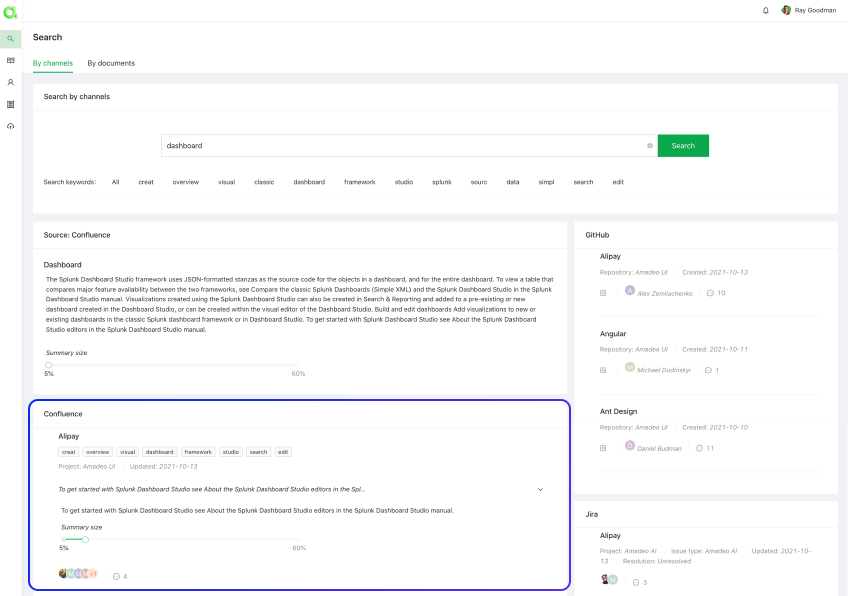 Ray Goodman
Search
By channels By documents
Search by channels
dashboard Search
Search keywords: All creat overview visual classic dashboard framework studio splunk sourc data simpl search edit
Source: Confluence
Dashboard
The Splunk Dashboard Studio framework uses JSON-formatted stanzas as the source code for the objects in a dashboard, and for the entire dashboard. To view a table that
compares major feature availability between the two frameworks, see Compare the classic Splunk Dashboards (Simple XML) and the Splunk Dashboard Studio in the Splunk
Dashboard Studio manual. Visualizations created using the Splunk Dashboard Studio can also be created in Search & Reporting and added to a pre-existing or new
dashboard created in the Dashboard Studio, or can be created within the visual editor of the Dashboard Studio. Build and edit dashboards Add visualizations to new or
existing dashboards in the classic Splunk dashboard framework or in Dashboard Studio. To get started with Splunk Dashboard Studio see About the Splunk Dashboard
Studio editors in the Splunk Dashboard Studio manual.
Summary size
5% 60%
Confluence
Alipay
creat overview visual dashboard framework studio search edit
Project: Amadeo UI Updated: 2021-10-13
To get started with Splunk Dashboard Studio see About the Splunk Dashboard Studio editors in the Spl...
To get started with Splunk Dashboard Studio see About the Splunk Dashboard Studio editors in the Splunk Dashboard Studio manual.
Summary size
5% 60%
+1 4
GitHub
Alipay
Repository: Amadeo UI Created: 2021-10-13
A Alex Zemliachenko 10
Angular
Repository: Amadeo UI Created: 2021-10-11
M Michael Dudinskyi 1
Ant Design
Repository: Amadeo UI Created: 2021-10-10
D Daniel Budman 11
Jira
Alipay
Project: Amadeo AI Issue type: Amadeo AI Updated: 2021-10-
13 Resolution: Unresolved
M 3